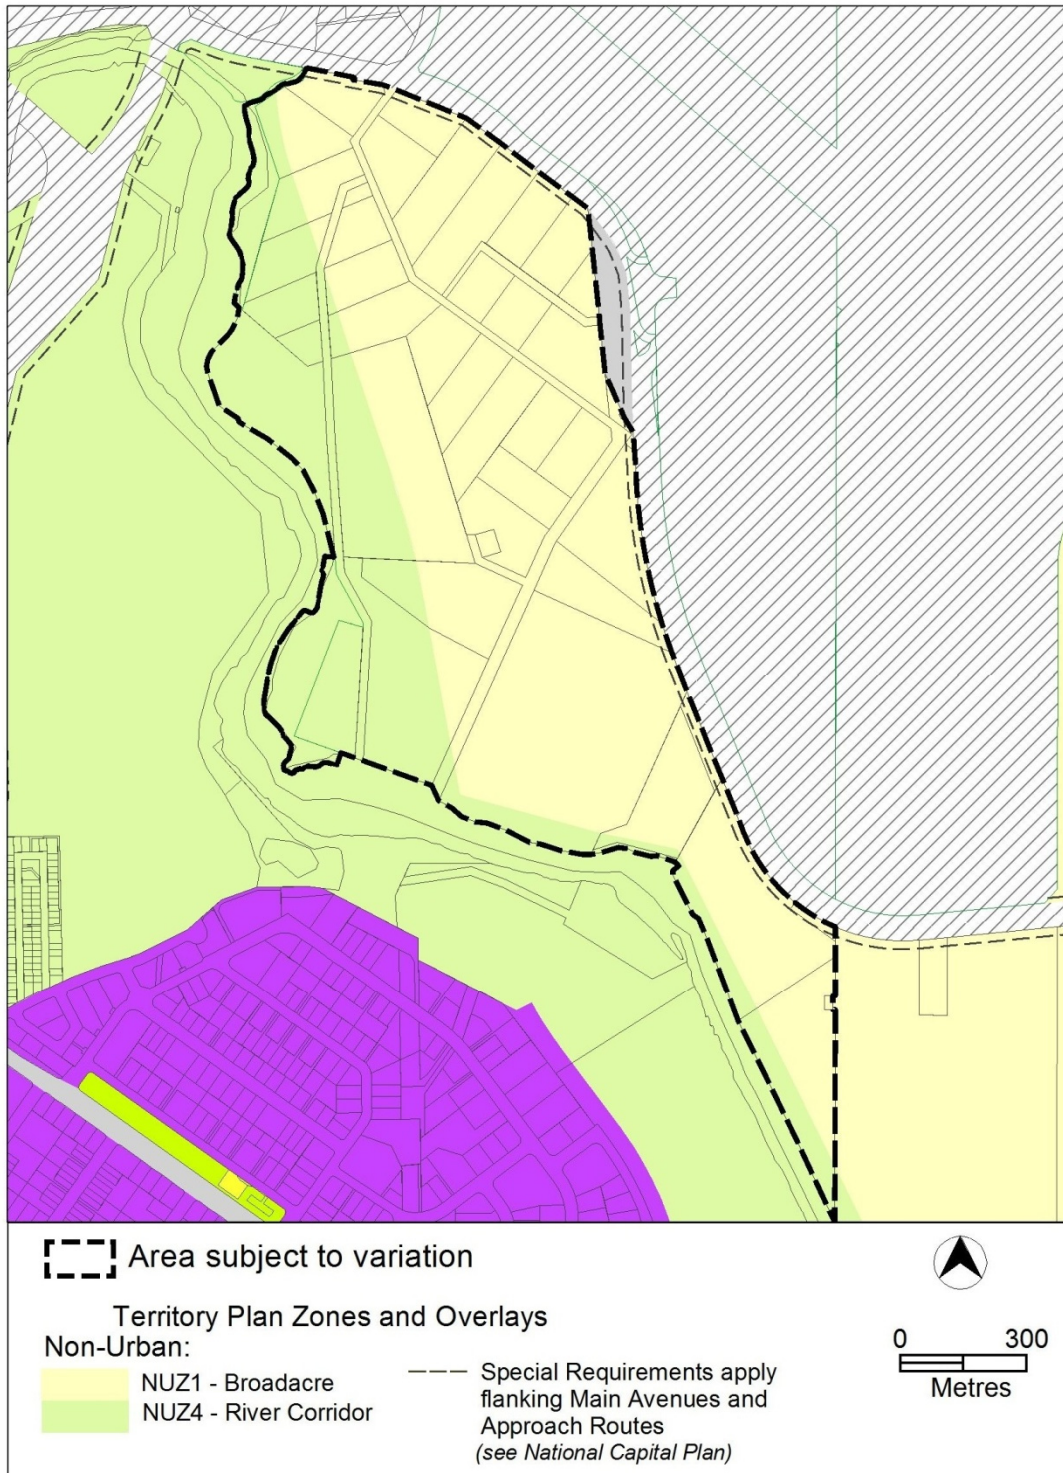 Area subject to variation
Territory Plan Zones and Overlays
Non-Urban:
NUZ1 - Broadacre
NUZ4 - River Corridor
Special Requirements apply
flanking Main Avenues and
Approach Routes
(see National Capital Plan)
0 300
Metres